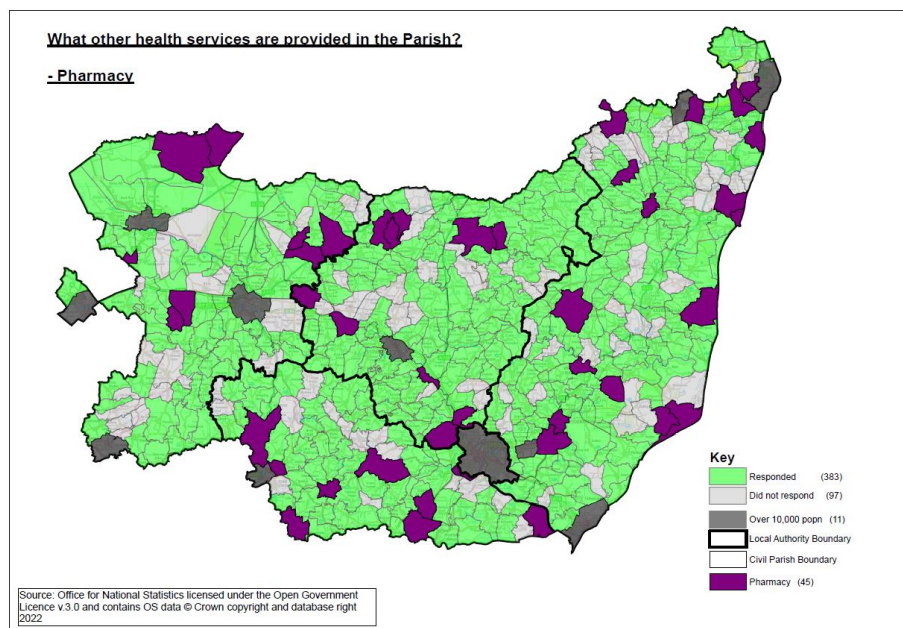 What other health services are provided in the Parish?
- Pharmacy
Key
Responded (383)
Did not respond (97)
Over 10,000 popn (11)
Local Authority Boundary
Civil Parish Boundary
Pharmacy (45)
Source: Office for National Statistics licensed under the Open Government
Licence v.3.0 and contains OS data © Crown copyright and database right
2022